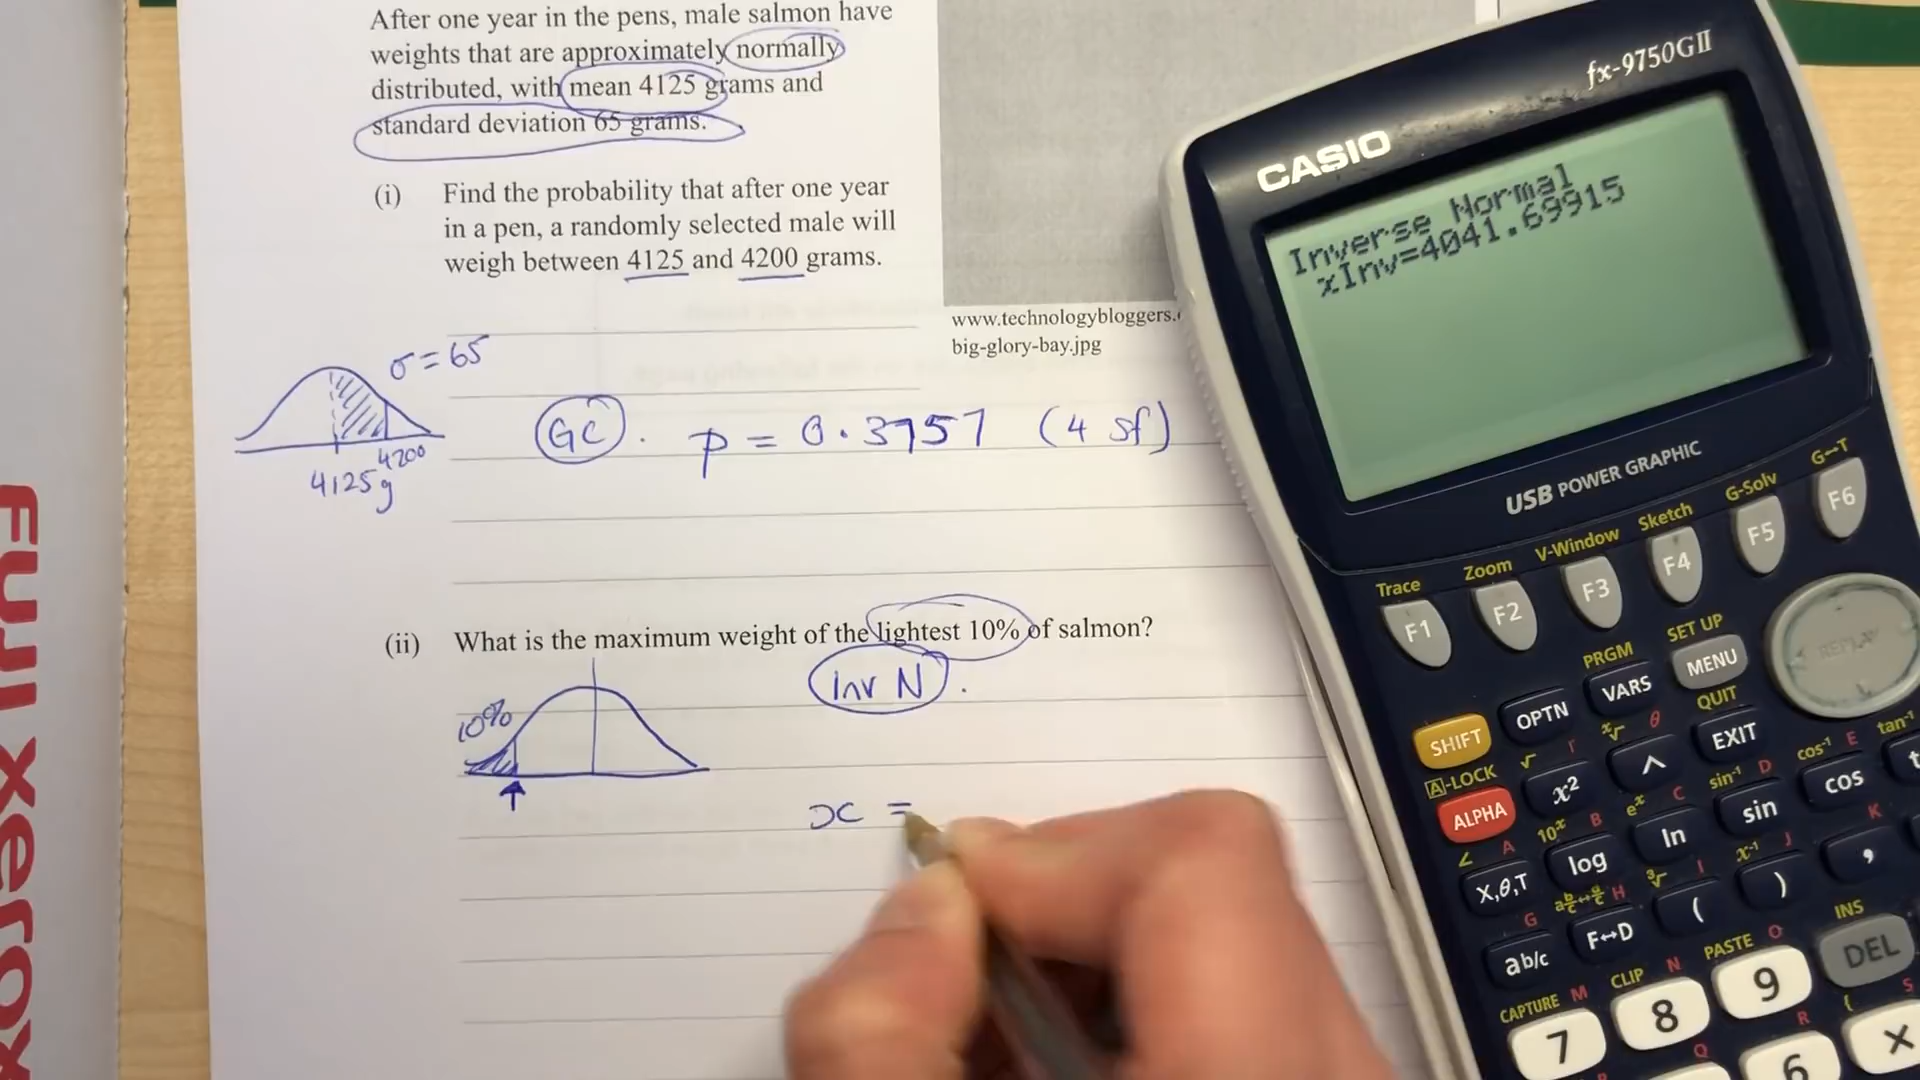 After one year in the pens, male salmon have
weights that are approximately normally
distributed, with mean 4125 grams and
standard deviation 65 grams.
(i) Find the probability that after one year
in a pen, a randomly selected male will
weigh between 4125 and 4200 grams.
www.technologybloggers.
big-glory-bay.jpg
σ = 65
4125g
4200
GC. p = 0.3757 (4 sf)
(ii) What is the maximum weight of the lightest 10% of salmon?
Inv N.
10%
x =
FUJI xerox
fx-9750GII
CASIO
Inverse Normal
xInv=4041.69915
USB POWER GRAPHIC
Trace Zoom V-Window Sketch G-Solv G↔T
F1 F2 F3 F4 F5 F6
PRGM SET UP
SHIFT OPTN VARS MENU
QUIT
A-LOCK √ r x√ θ
ALPHA x² ^ EXIT
∠ A 10ˣ B eˣ C sin⁻¹ D cos⁻¹ E tan⁻¹
X,θ,T log ln sin cos t
G a b/c↔d/c H ³√ I x⁻¹ J K
ab/c F↔D ( ) ,
CAPTURE M CLIP N PASTE O INS
7 8 9 DEL
Q R { S
6 ×
REPLAY